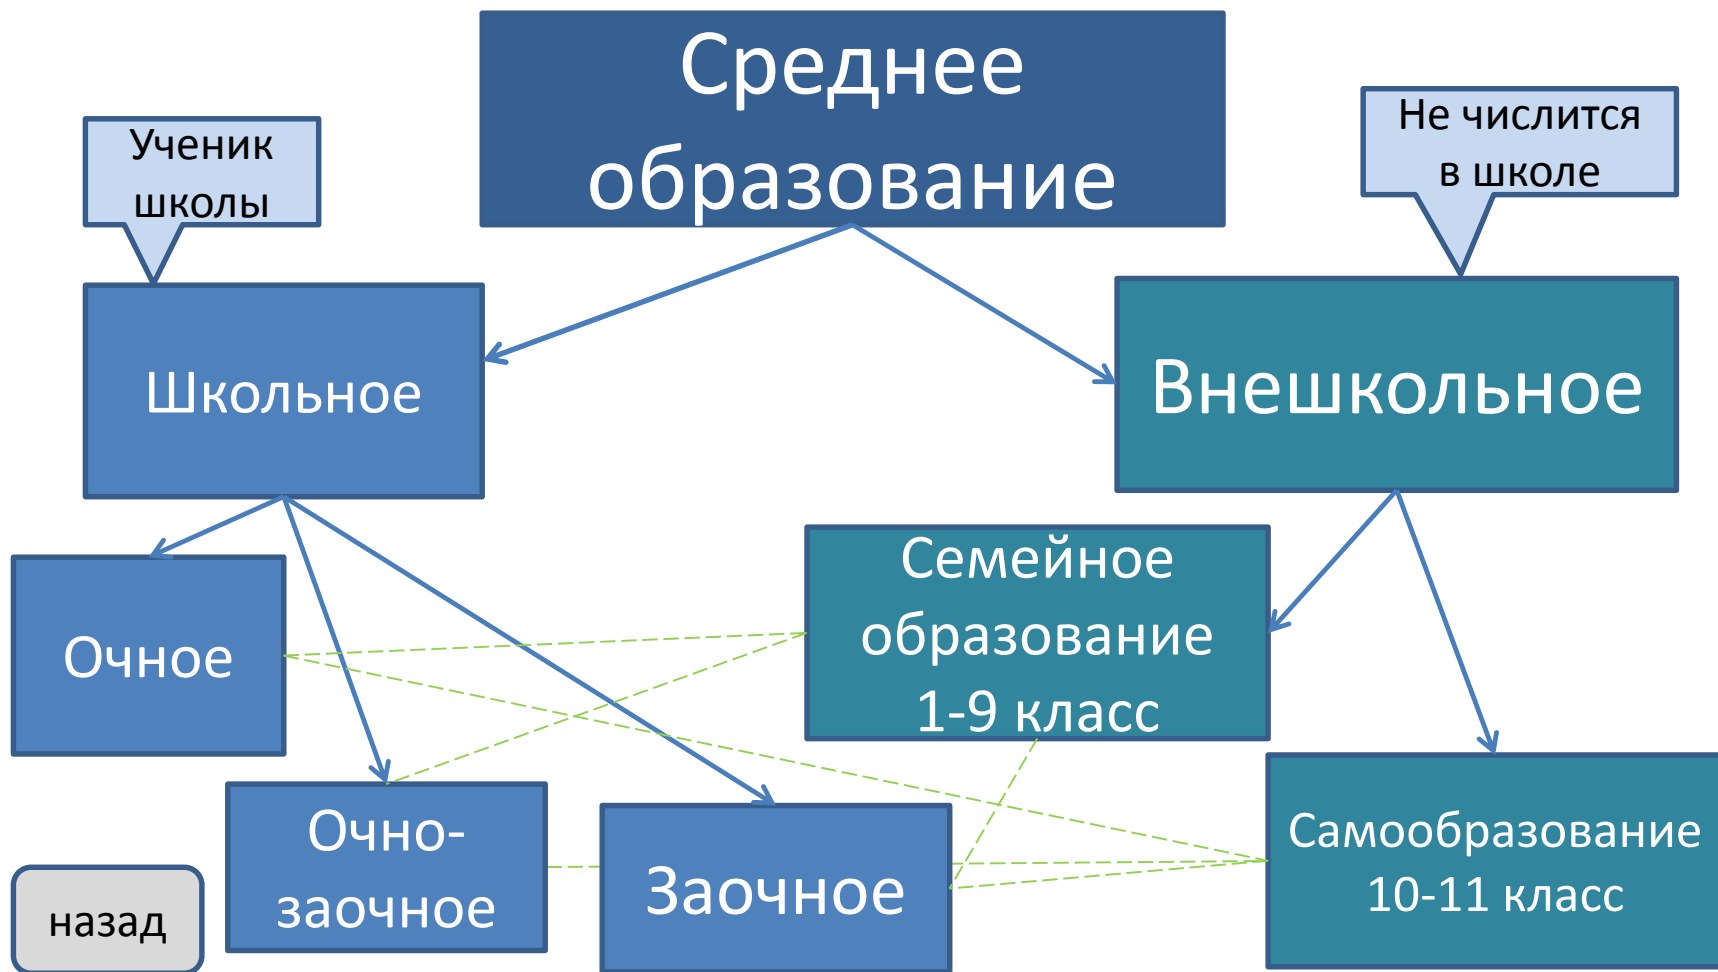 Среднее
образование
Ученик
школы
Не числится
в школе
Школьное
Внешкольное
Очное
Семейное
образование
1-9 класс
Очно-
заочное
Заочное
Самообразование
10-11 класс
назад